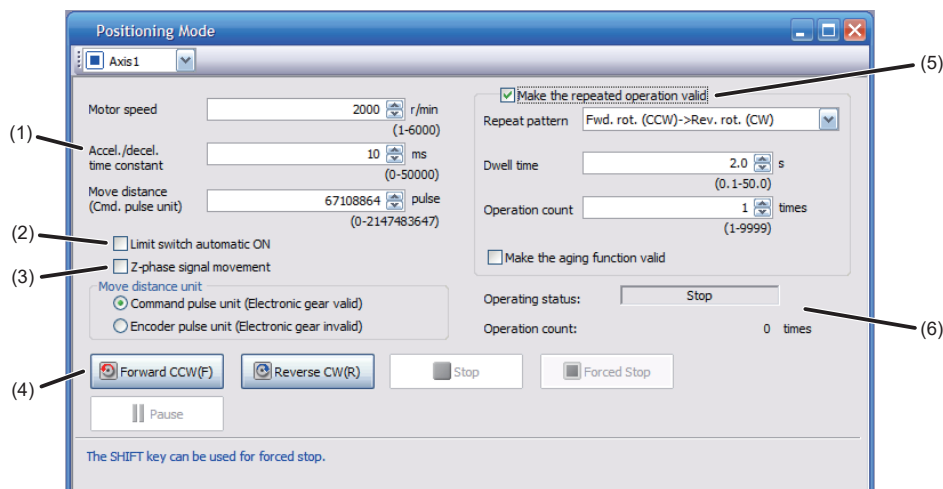 Positioning Mode
Axis1
(5)
Make the repeated operation valid
Motor speed 2000 r/min
(1-6000)
Repeat pattern Fwd. rot. (CCW)->Rev. rot. (CW)
(1)
Accel./decel.
time constant 10 ms
(0-50000)
Dwell time 2.0 s
(0.1-50.0)
Move distance
(Cmd. pulse unit) 67108864 pulse
(0-2147483647)
Operation count 1 times
(1-9999)
(2)
Limit switch automatic ON
(3)
Z-phase signal movement
Make the aging function valid
Move distance unit
Command pulse unit (Electronic gear valid)
Encoder pulse unit (Electronic gear invalid)
Operating status: Stop
Operation count: 0 times
(6)
(4)
Forward CCW(F) Reverse CW(R) Stop Forced Stop
Pause
The SHIFT key can be used for forced stop.